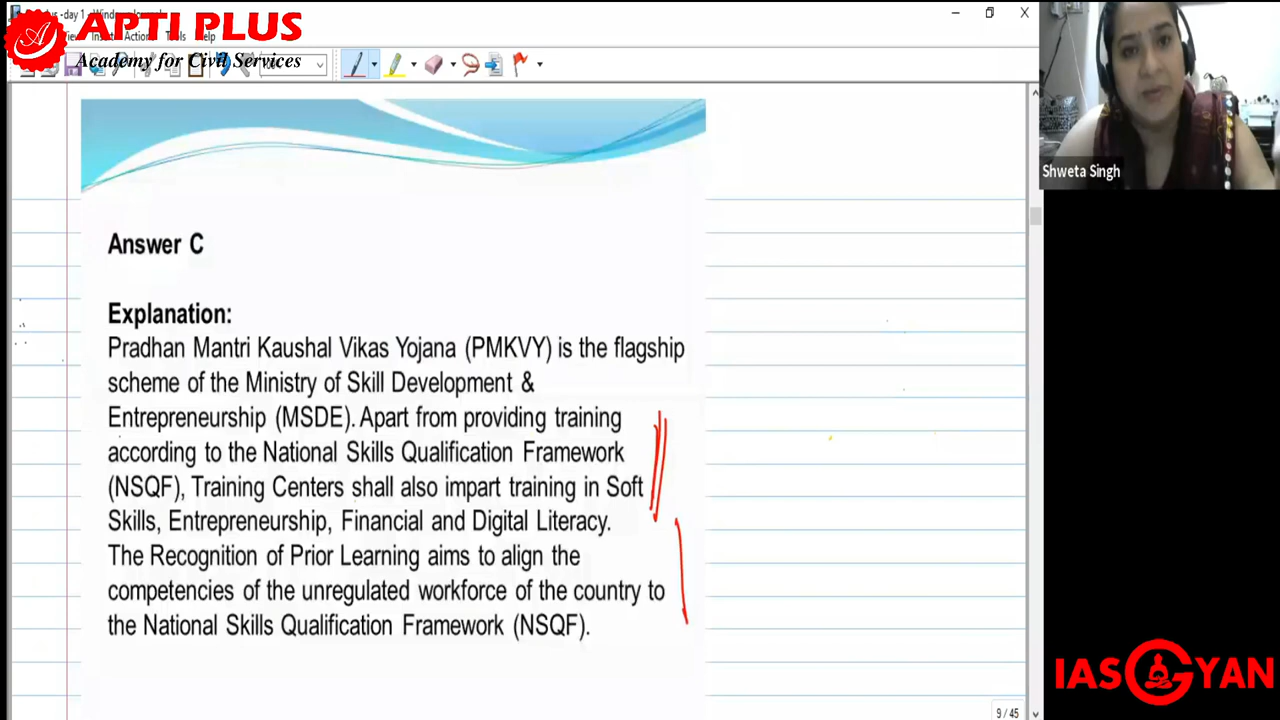 APTI PLUS
Academy for Civil Services
Shweta Singh
Answer C
Explanation:
Pradhan Mantri Kaushal Vikas Yojana (PMKVY) is the flagship
scheme of the Ministry of Skill Development &
Entrepreneurship (MSDE). Apart from providing training
according to the National Skills Qualification Framework
(NSQF), Training Centers shall also impart training in Soft
Skills, Entrepreneurship, Financial and Digital Literacy.
The Recognition of Prior Learning aims to align the
competencies of the unregulated workforce of the country to
the National Skills Qualification Framework (NSQF).
IAS GYAN
9 / 45